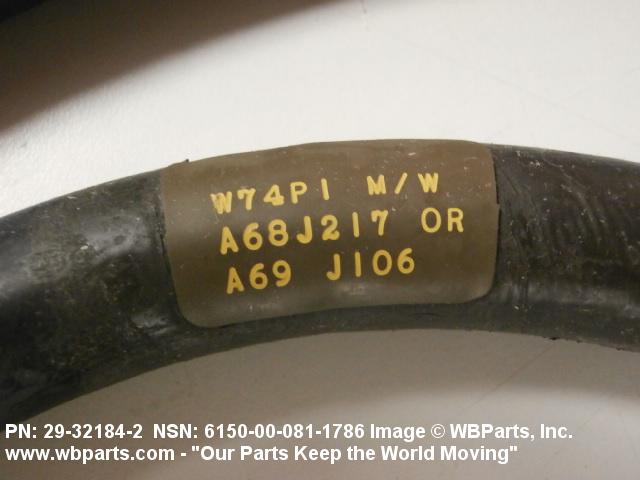 W74P1 M/W
A68J217 OR
A69 J106
PN: 29-32184-2 NSN: 6150-00-081-1786 Image © WBParts, Inc.
www.wbparts.com - "Our Parts Keep the World Moving"